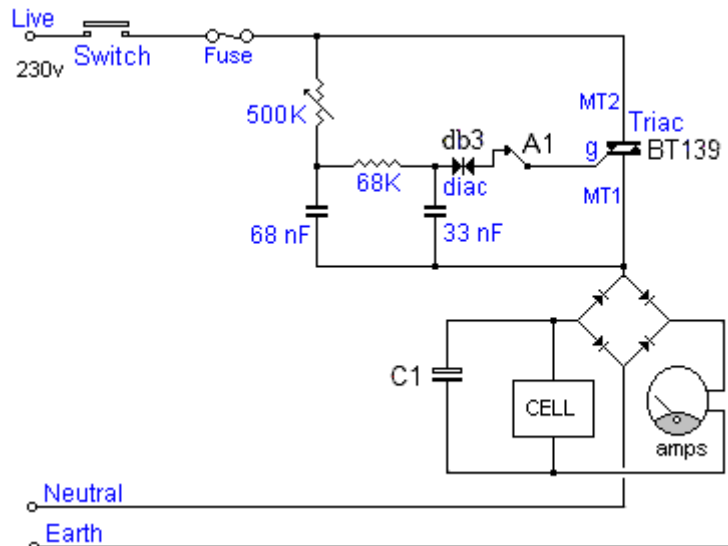 Live
230v
Switch
Fuse
500K
MT2
Triac
BT139
db3
A1
g
68K
diac
MT1
68 nF
33 nF
C1
CELL
amps
Neutral
Earth